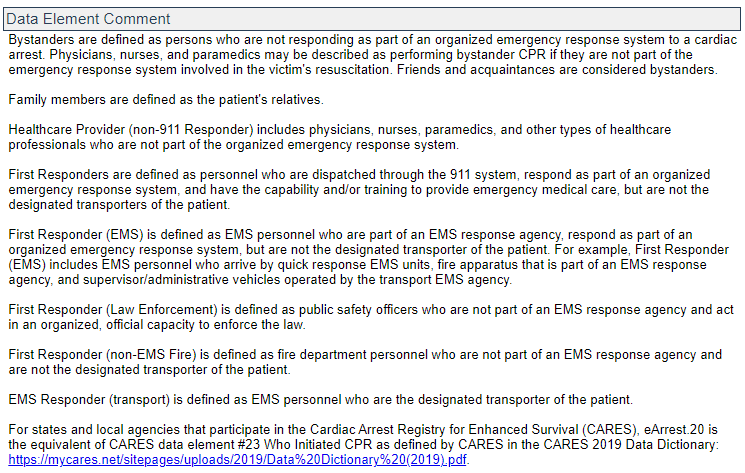 Data Element Comment
Bystanders are defined as persons who are not responding as part of an organized emergency response system to a cardiac
arrest. Physicians, nurses, and paramedics may be described as performing bystander CPR if they are not part of the
emergency response system involved in the victim's resuscitation. Friends and acquaintances are considered bystanders.
Family members are defined as the patient's relatives.
Healthcare Provider (non-911 Responder) includes physicians, nurses, paramedics, and other types of healthcare
professionals who are not part of the organized emergency response system.
First Responders are defined as personnel who are dispatched through the 911 system, respond as part of an organized
emergency response system, and have the capability and/or training to provide emergency medical care, but are not the
designated transporters of the patient.
First Responder (EMS) is defined as EMS personnel who are part of an EMS response agency, respond as part of an
organized emergency response system, but are not the designated transporter of the patient. For example, First Responder
(EMS) includes EMS personnel who arrive by quick response EMS units, fire apparatus that is part of an EMS response
agency, and supervisor/administrative vehicles operated by the transport EMS agency.
First Responder (Law Enforcement) is defined as public safety officers who are not part of an EMS response agency and act
in an organized, official capacity to enforce the law.
First Responder (non-EMS Fire) is defined as fire department personnel who are not part of an EMS response agency and
are not the designated transporter of the patient.
EMS Responder (transport) is defined as EMS personnel who are the designated transporter of the patient.
For states and local agencies that participate in the Cardiac Arrest Registry for Enhanced Survival (CARES), eArrest.20 is
the equivalent of CARES data element #23 Who Initiated CPR as defined by CARES in the CARES 2019 Data Dictionary:
https://mycares.net/sitepages/uploads/2019/Data%20Dictionary%20(2019).pdf.